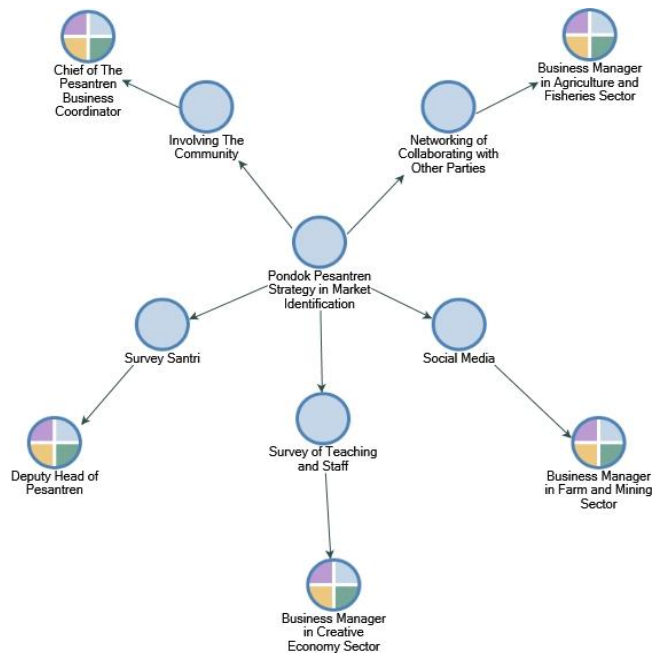 Chief of The
Pesantren
Business
Coordinator
Involving The
Community
Networking of
Collaborating with
Other Parties
Business Manager
in Agriculture and
Fisheries Sector
Pondok Pesantren
Strategy in Market
Identification
Survey Santri
Social Media
Deputy Head of
Pesantren
Survey of Teaching
and Staff
Business Manager
in Farm and Mining
Sector
Business Manager
in Creative
Economy Sector